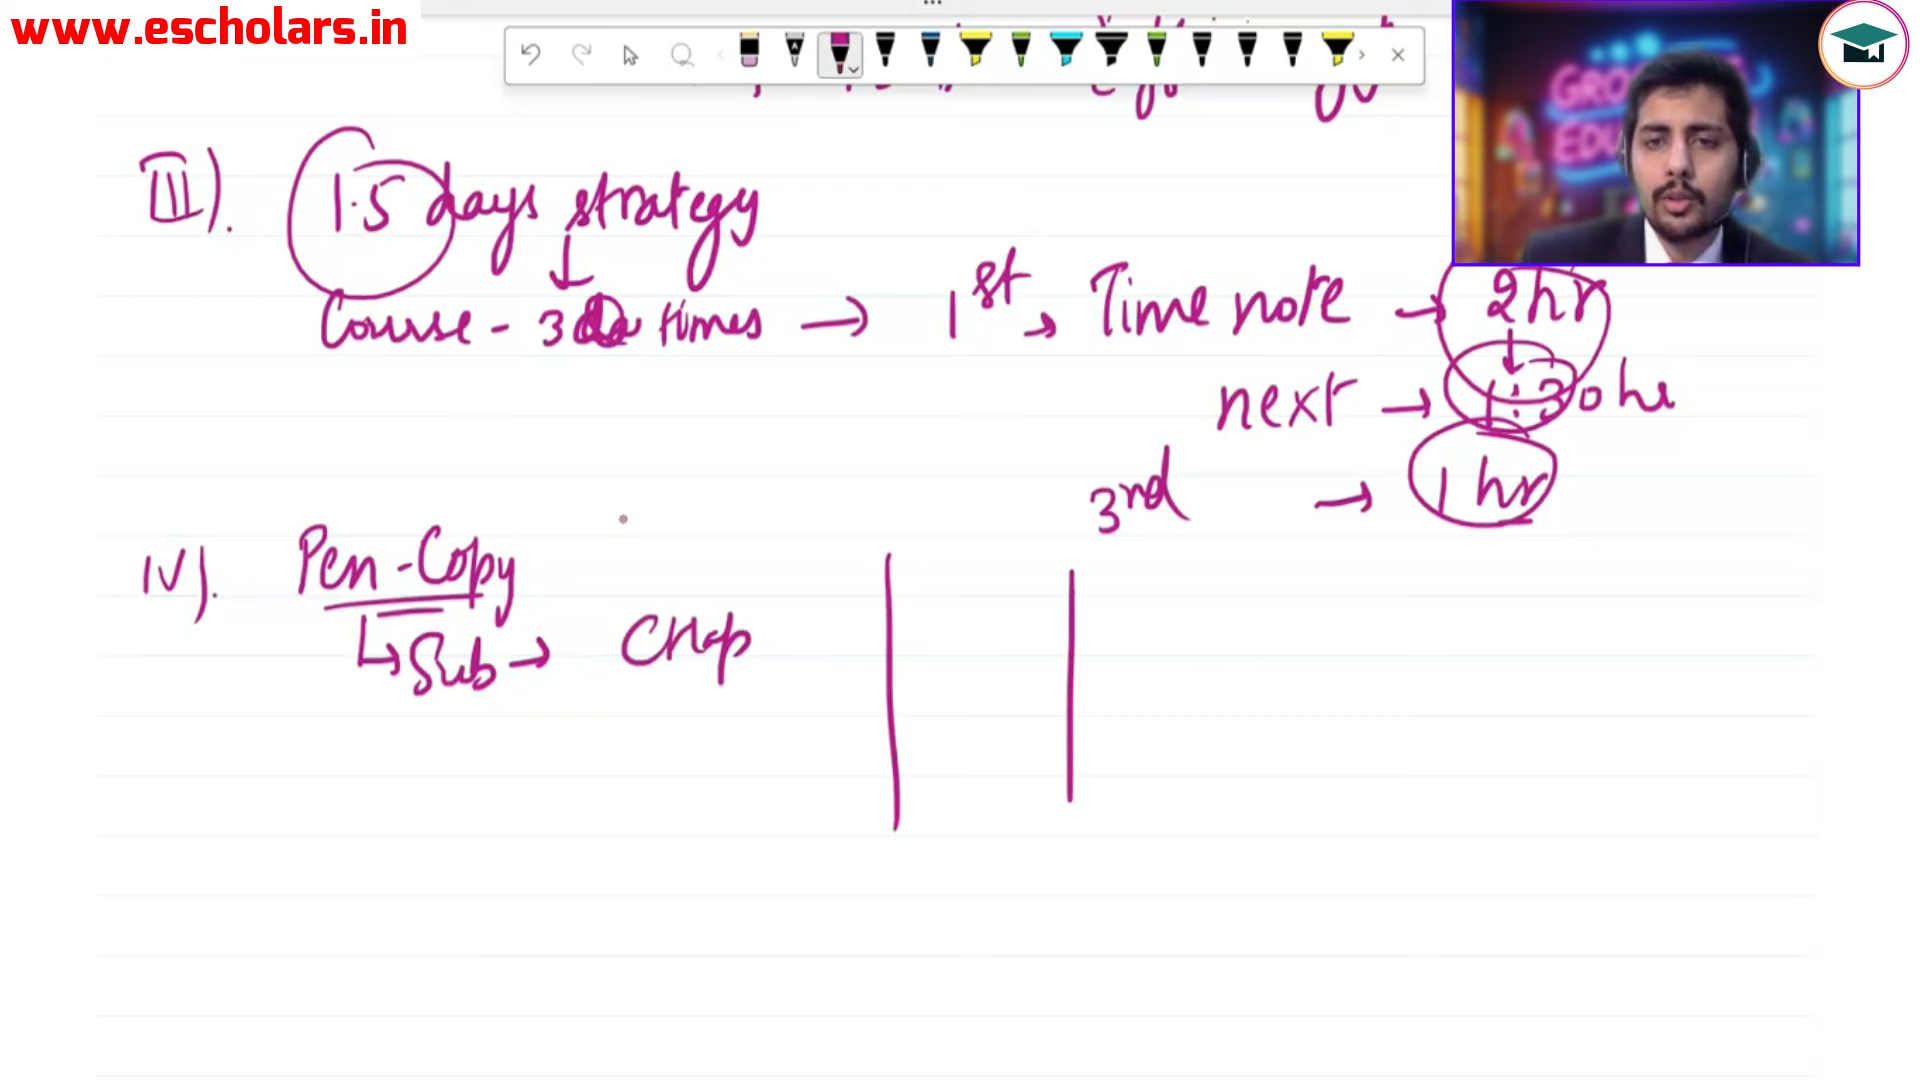 www.escholars.in
III). 1.5 days strategy
Course - 3 times → 1st → Time note → 2hr
next → 1:30 hr
3rd → 1 hr
IV). Pen - Copy
↳ Sub → Chap